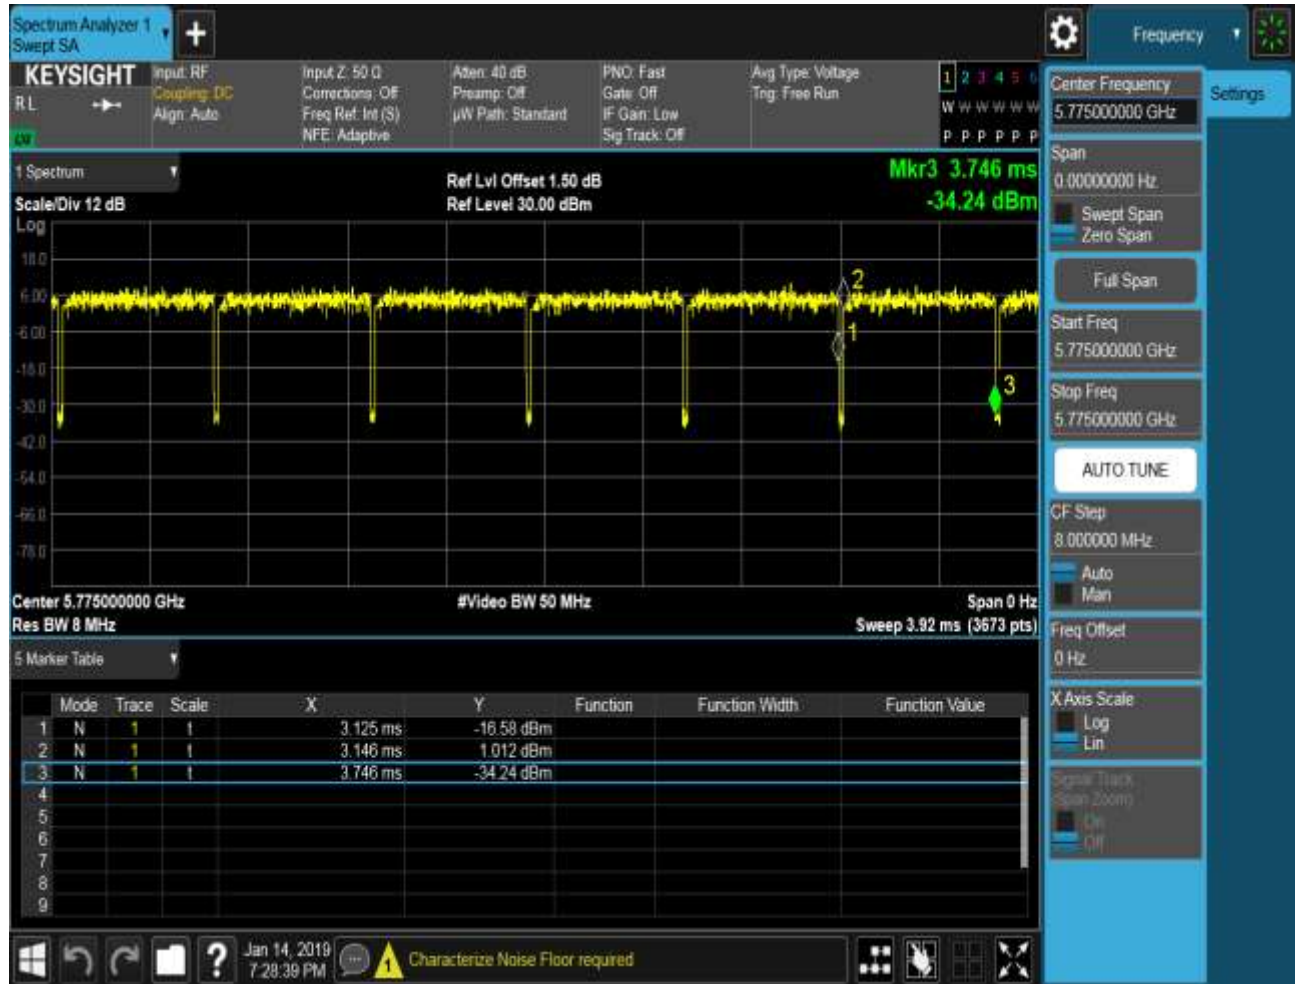 Spectrum Analyzer 1
Swept SA
Frequency
KEYSIGHT
RL
Input: RF
Coupling: DC
Align: Auto
Input Z: 50 Ω
Corrections: Off
Freq Ref: Int (S)
NFE: Adaptive
Atten: 40 dB
Preamp: Off
µW Path: Standard
PNO: Fast
Gate: Off
IF Gain: Low
Sig Track: Off
Avg Type: Voltage
Trig: Free Run
1 2 3 4 5 6
W W W W W W
P P P P P P
Center Frequency
5.775000000 GHz
Settings
Span
0.00000000 Hz
Swept Span
Zero Span
Full Span
Start Freq
5.775000000 GHz
Stop Freq
5.775000000 GHz
AUTO TUNE
CF Step
8.000000 MHz
Auto
Man
Freq Offset
0 Hz
X Axis Scale
Log
Lin
Signal Track
(Span Zoom)
On
Off
1 Spectrum
Scale/Div 12 dB
Log
Ref Lvl Offset 1.50 dB
Ref Level 30.00 dBm
Mkr3 3.746 ms
-34.24 dBm
18.0
6.00
-6.00
-18.0
-30.0
-42.0
-54.0
-66.0
-78.0
2
1
3
Center 5.775000000 GHz
#Video BW 50 MHz
Span 0 Hz
Res BW 8 MHz
Sweep 3.92 ms (3673 pts)
5 Marker Table
Mode Trace Scale X Y Function Function Width Function Value
1 N 1 t 3.125 ms -16.58 dBm
2 N 1 t 3.146 ms 1.012 dBm
3 N 1 t 3.746 ms -34.24 dBm
4
5
6
7
8
9
?
Jan 14, 2019
7:28:39 PM
1
Characterize Noise Floor required